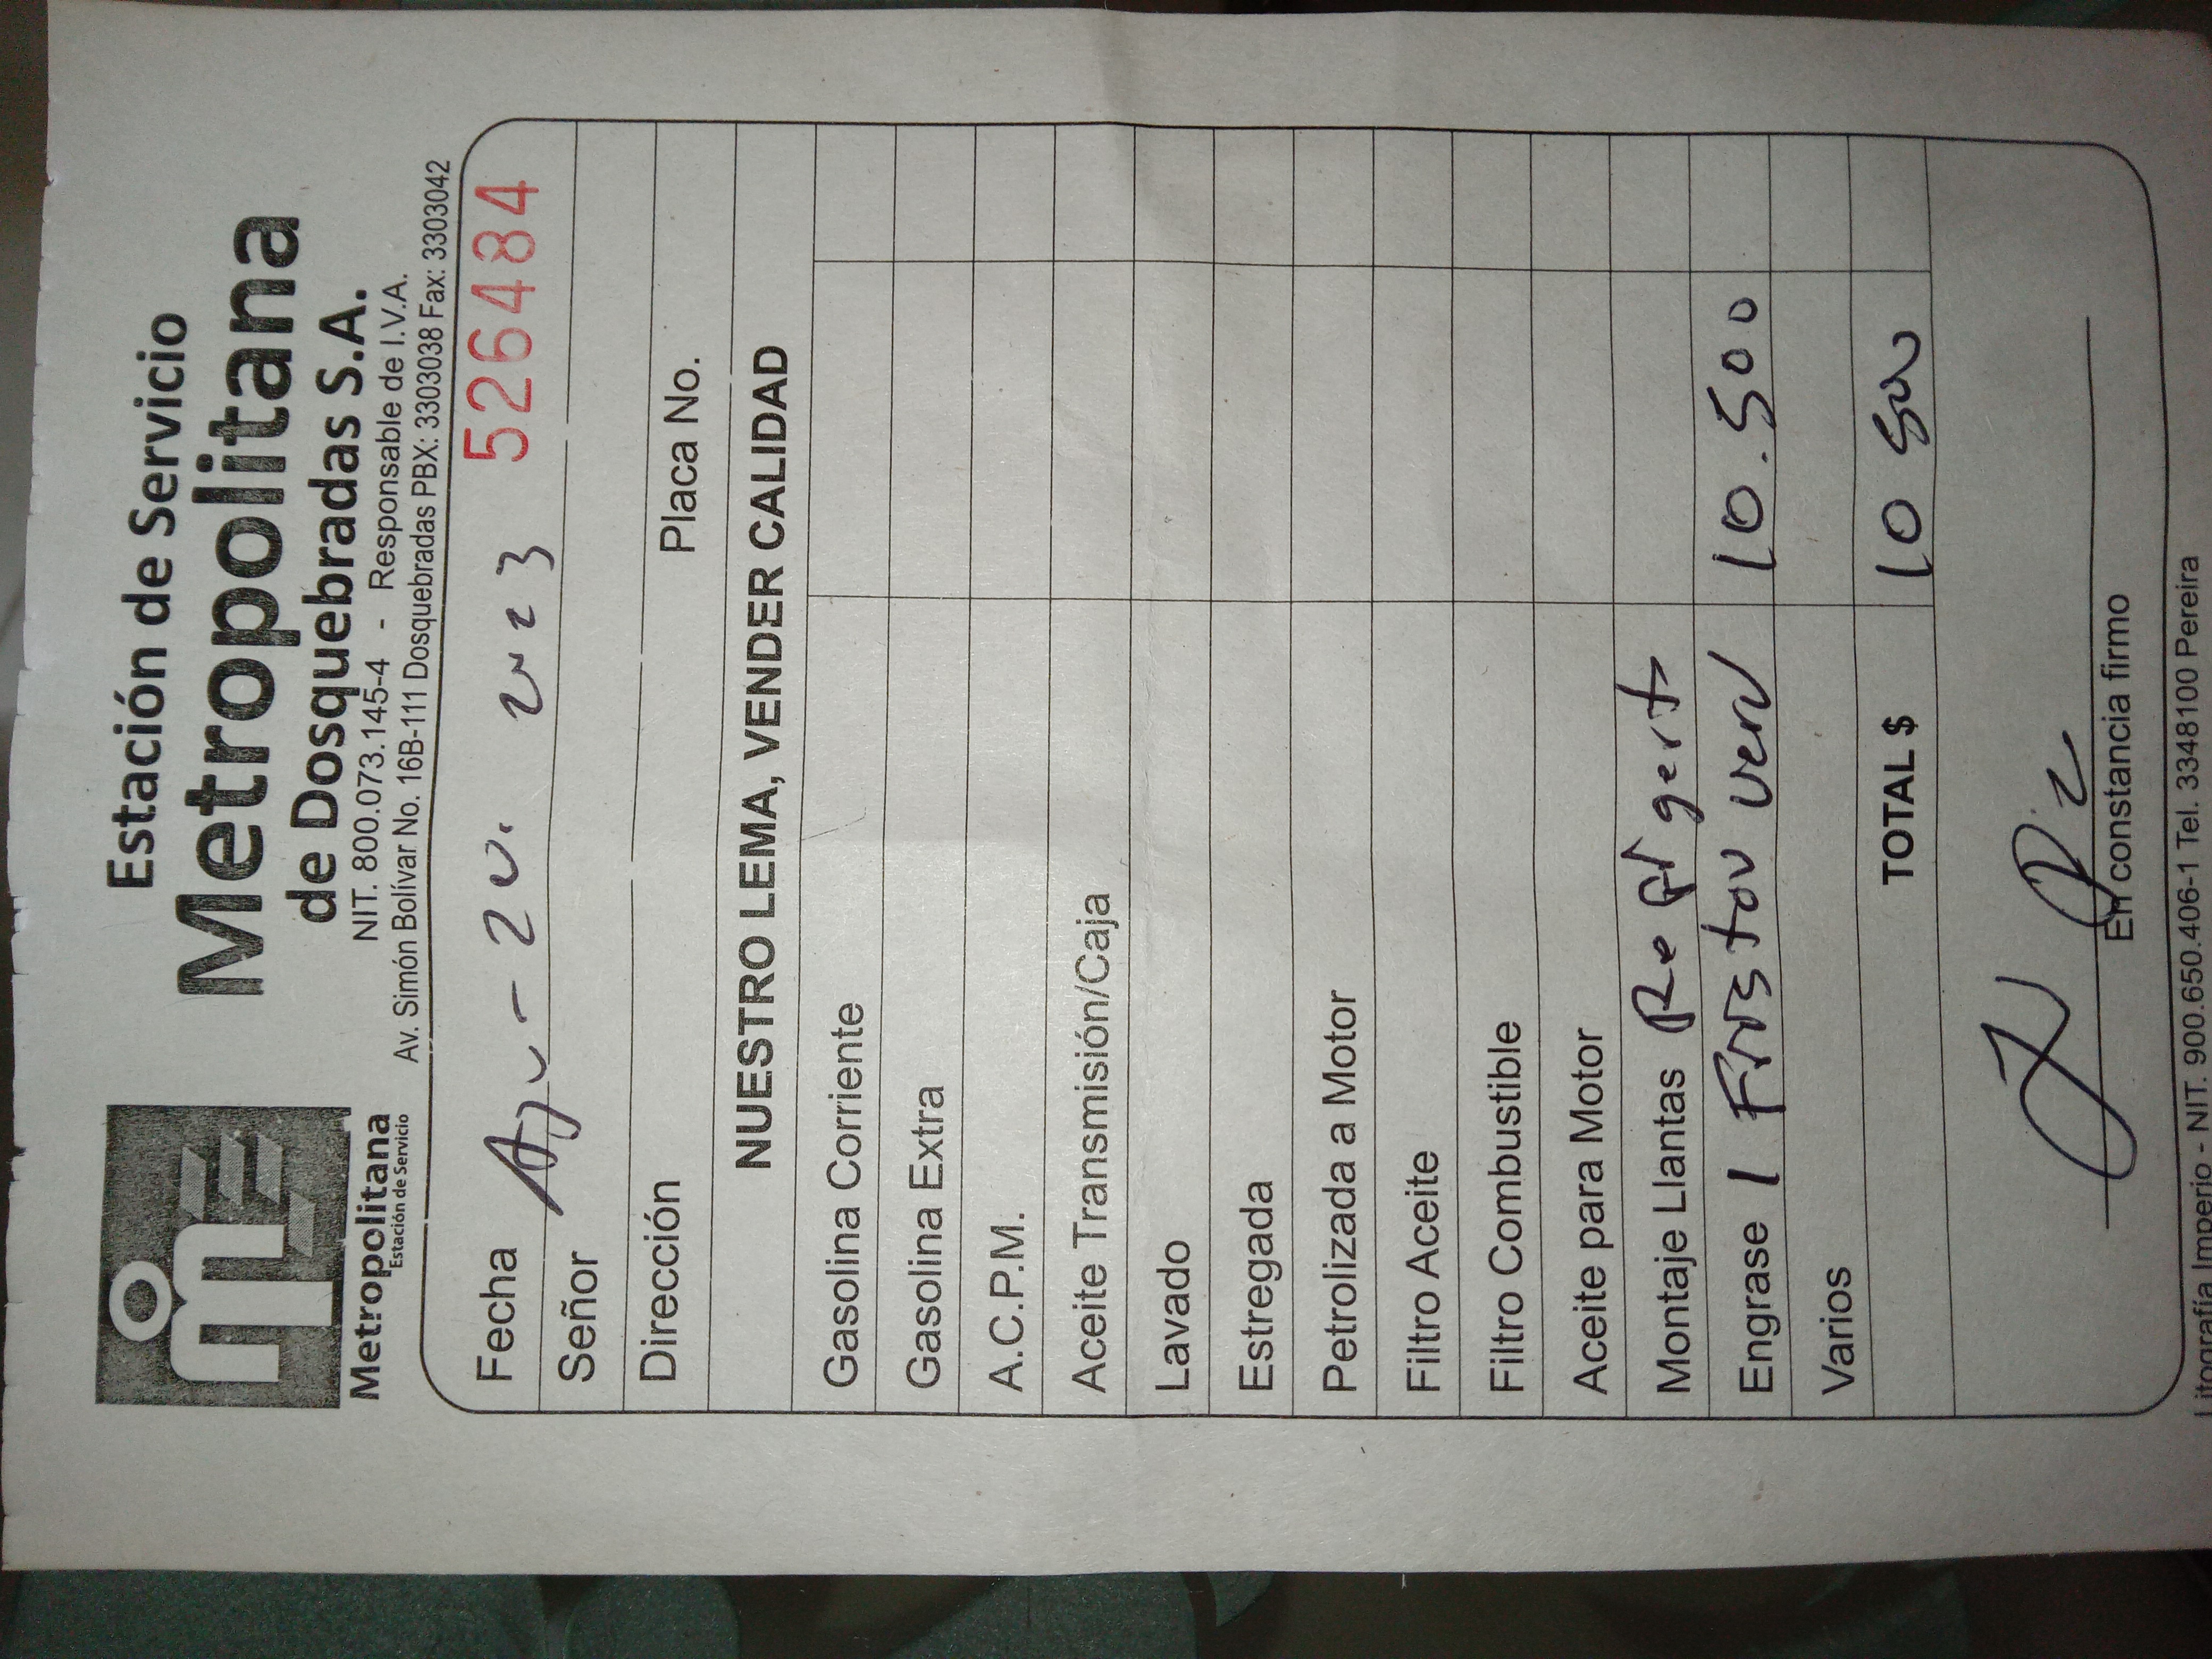 Estación de Servicio
Metropolitana
de Dosquebradas S.A.
NIT. 800.073.145-4 - Responsable de I.V.A.
Av. Simón Bolívar No. 16B-111 Dosquebradas PBX: 3303038 Fax: 3303042
Metropolitana
Estación de Servicio
Fecha 20. 2023 526484
Señor
Dirección Placa No.
NUESTRO LEMA, VENDER CALIDAD
Gasolina Corriente
Gasolina Extra
A.C.P.M.
Aceite Transmisión/Caja
Lavado
Estregada
Petrolizada a Motor
Filtro Aceite
Filtro Combustible
Aceite para Motor
Montaje Llantas
Engrase 1 10.500
Varios
TOTAL $ 10 500
En constancia firmo
Litografía Imperio - NIT. 900.650.406-1 Tel. 3348100 Pereira